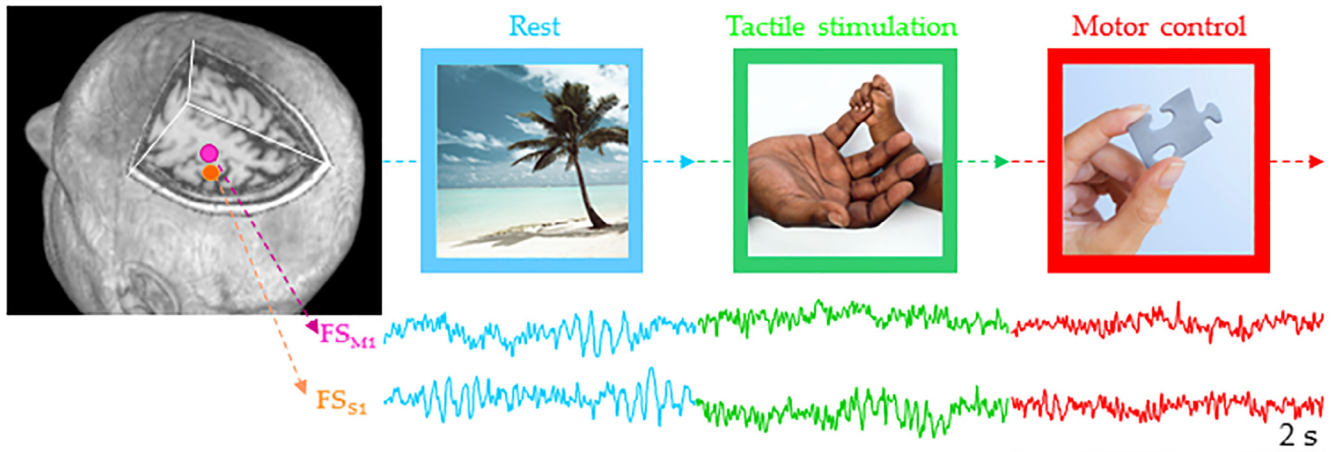 Rest
Tactile stimulation
Motor control
FSM1
FSS1
2 s